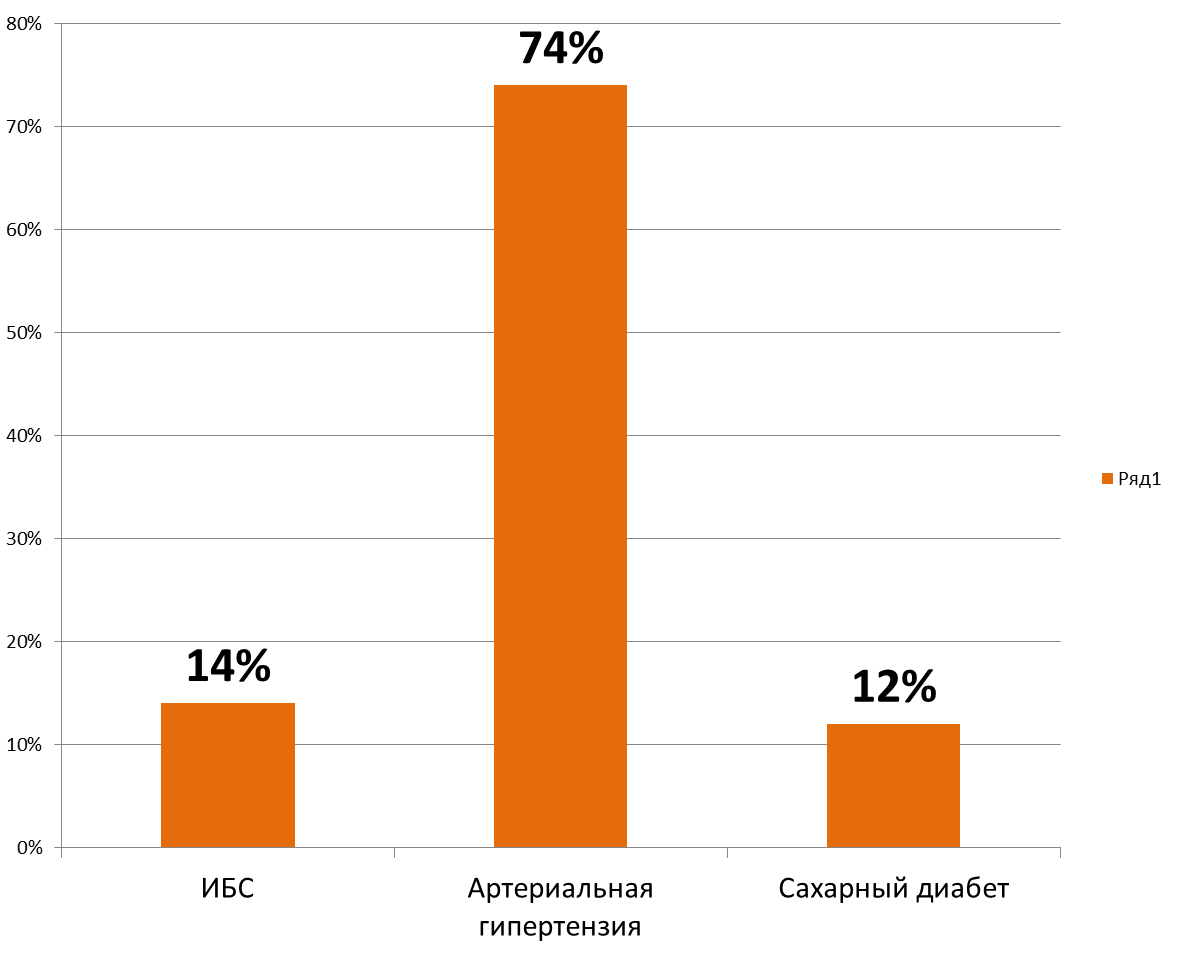 80%
74%
70%
60%
50%
40%
Ряд1
30%
20%
14%
12%
10%
0%
ИБС
Артериальная
гипертензия
Сахарный диабет